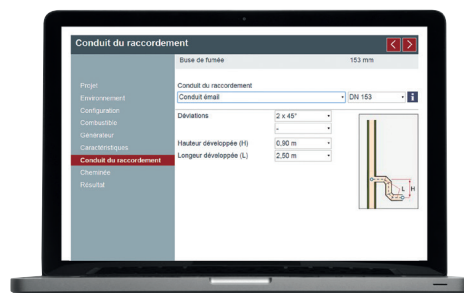 Conduit du raccordement
Buse de fumée 153 mm
Projet
Environnement
Configuration
Combustible
Générateur
Caractéristiques
Conduit du raccordement
Cheminée
Résultat
Conduit du raccordement
Conduit émail DN 153 i
Déviations 2 x 45°
-
Hauteur développée (H) 0,90 m
Longeur développée (L) 2,50 m
L H